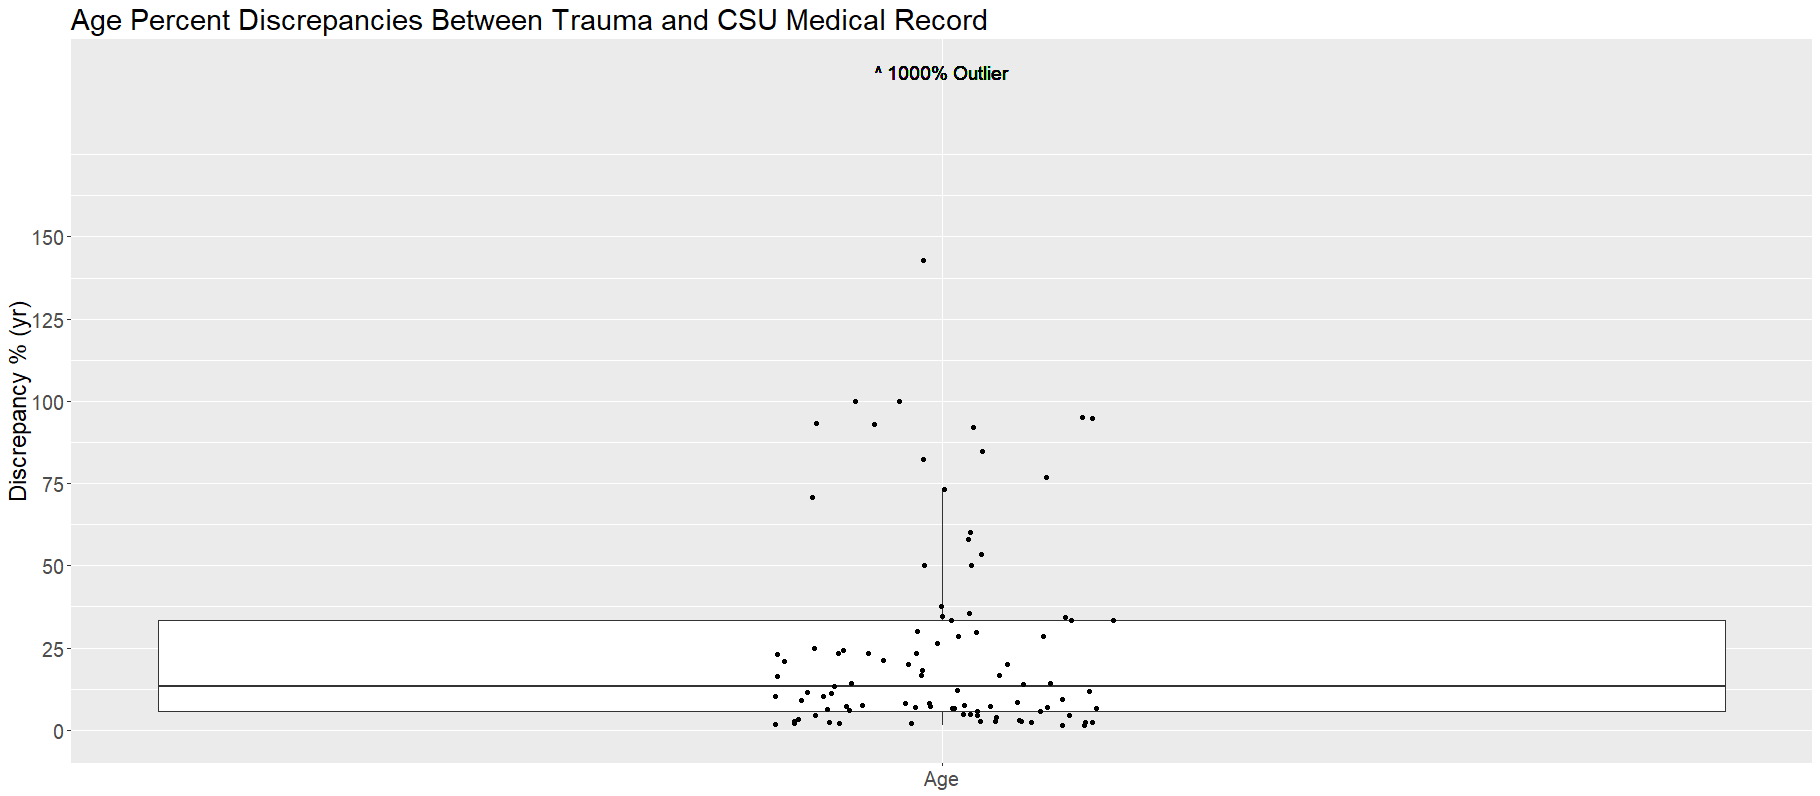 Age Percent Discrepancies Between Trauma and CSU Medical Record
^ 1000% Outlier
150
125
100
75
50
25
0
Discrepancy % (yr)
Age